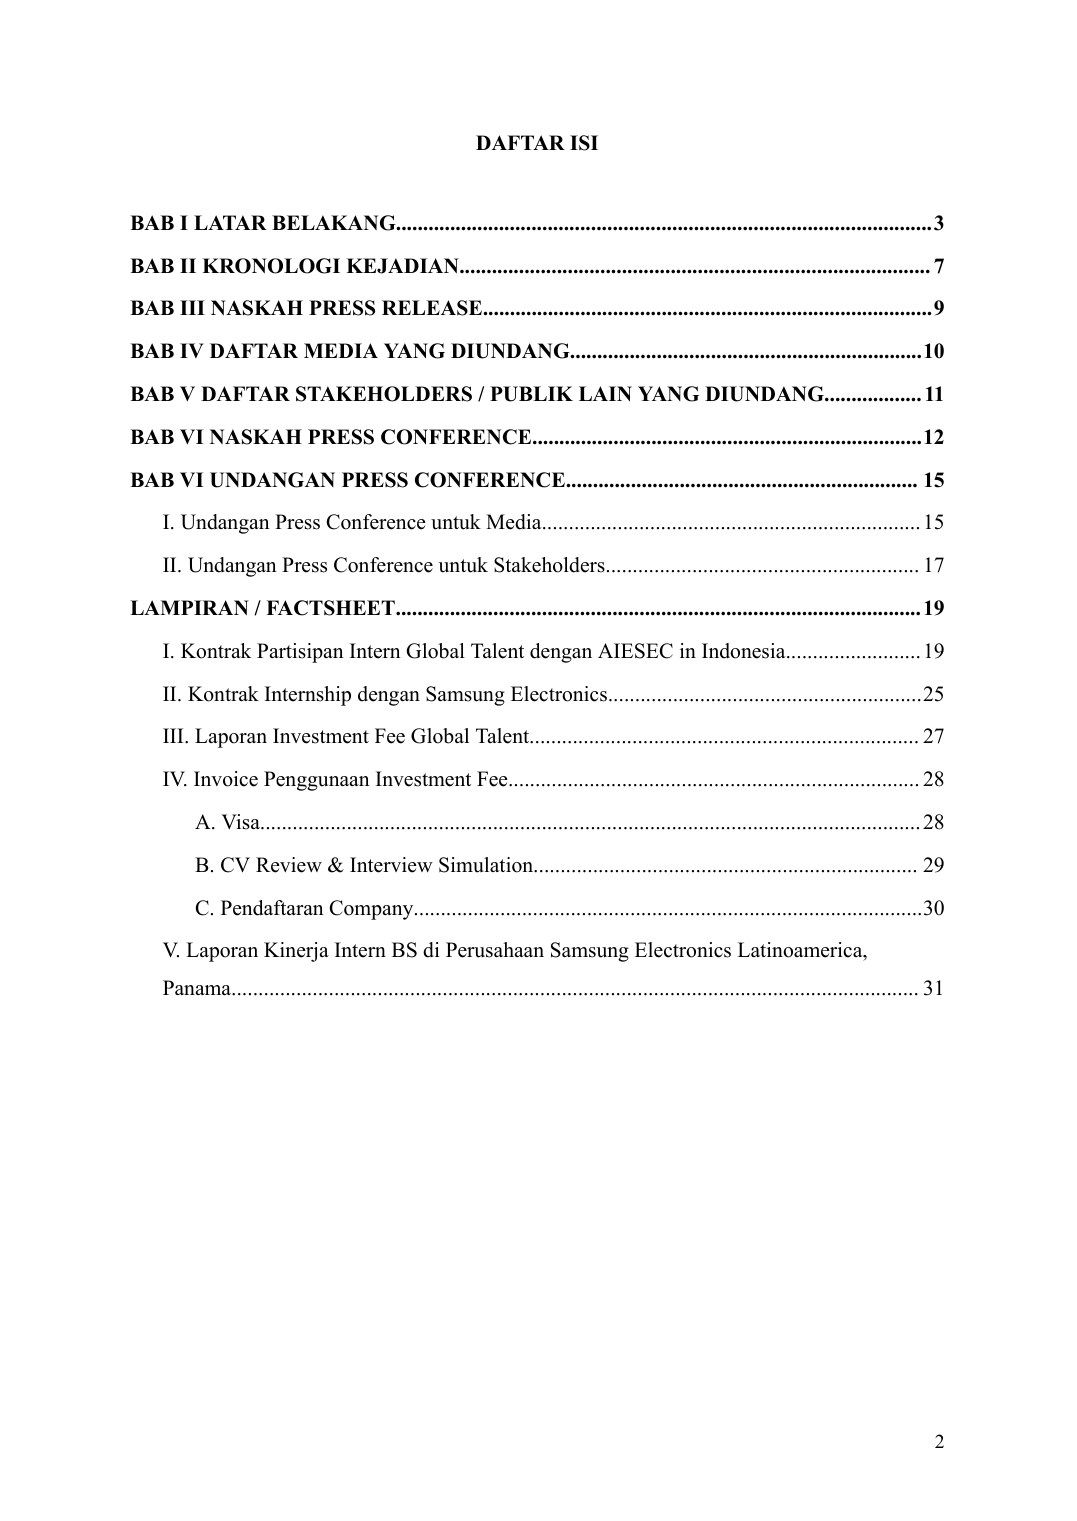 DAFTAR ISI
BAB I LATAR BELAKANG.....3
BAB II KRONOLOGI KEJADIAN.....7
BAB III NASKAH PRESS RELEASE.....9
BAB IV DAFTAR MEDIA YANG DIUNDANG.....10
BAB V DAFTAR STAKEHOLDERS / PUBLIK LAIN YANG DIUNDANG.....11
BAB VI NASKAH PRESS CONFERENCE.....12
BAB VI UNDANGAN PRESS CONFERENCE.....15
I. Undangan Press Conference untuk Media.....15
II. Undangan Press Conference untuk Stakeholders.....17
LAMPIRAN / FACTSHEET.....19
I. Kontrak Partisipan Intern Global Talent dengan AIESEC in Indonesia.....19
II. Kontrak Internship dengan Samsung Electronics.....25
III. Laporan Investment Fee Global Talent.....27
IV. Invoice Penggunaan Investment Fee.....28
A. Visa.....28
B. CV Review & Interview Simulation.....29
C. Pendaftaran Company.....30
V. Laporan Kinerja Intern BS di Perusahaan Samsung Electronics Latinoamerica,
Panama.....31
2